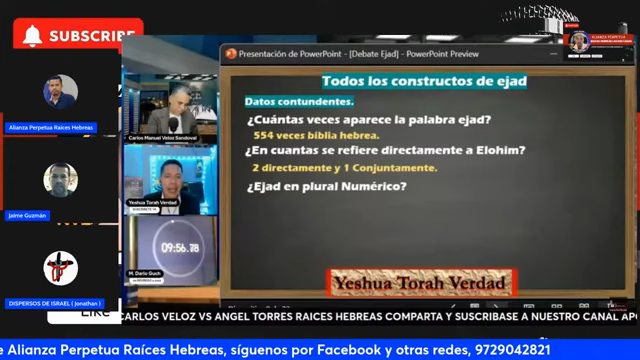 SUBSCRIBE
Presentación de PowerPoint - [Debate Ejad] - PowerPoint Preview
Todos los constructos de ejad
Datos contundentes.
¿Cuántas veces aparece la palabra ejad?
554 veces biblia hebrea.
¿En cuantas se refiere directamente a Elohim?
2 directamente y 1 Conjuntamente.
¿Ejad en plural Numérico?
Yeshua Torah Verdad
Alianza Perpetua Raices Hebreas
Jaime Guzmán
DISPERSOS DE ISRAEL ( Jonathan )
Carlos Manuel Veloz Sandoval
Yeshua Torah Verdad
09:56.
M. Dario Guch
ALIANZA PERPETUA
CARLOS VELOZ VS ANGEL TORRES RAICES HEBREAS COMPARTA Y SUSCRIBASE A NUESTRO CANAL
e Alianza Perpetua Raíces Hebreas, síguenos por Facebook y otras redes, 9729042821